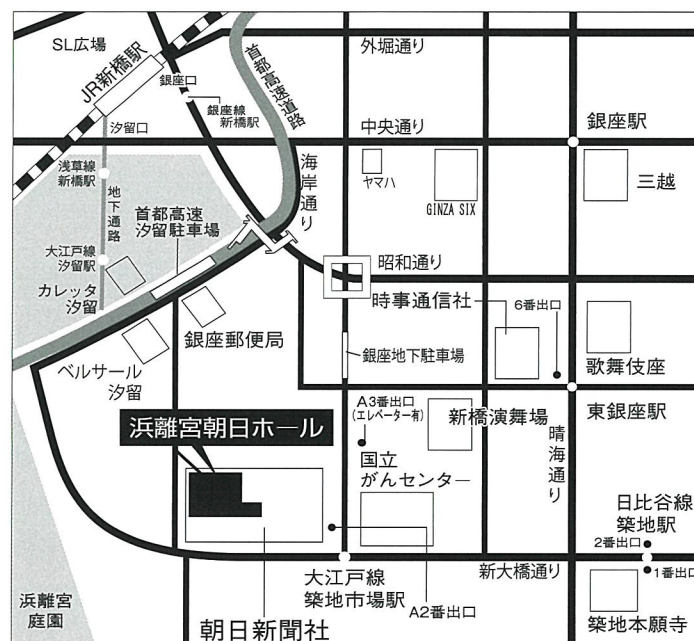 SL広場
JR新橋駅
銀座口
銀座線
新橋駅
首都高速道路
外堀通り
汐留口
中央通り
銀座駅
浅草線
新橋駅
地下通路
海岸通り
ヤマハ
GINZA SIX
三越
首都高速
汐留駐車場
大江戸線
汐留駅
カレッタ
汐留
昭和通り
時事通信社
6番出口
銀座郵便局
銀座地下駐車場
歌舞伎座
ベルサール
汐留
A3番出口
(エレベーター有)
新橋演舞場
東銀座駅
晴海通り
浜離宮朝日ホール
国立
がんセンター
日比谷線
築地駅
2番出口
新大橋通り
1番出口
大江戸線
築地市場駅
A2番出口
浜離宮
庭園
朝日新聞社
築地本願寺